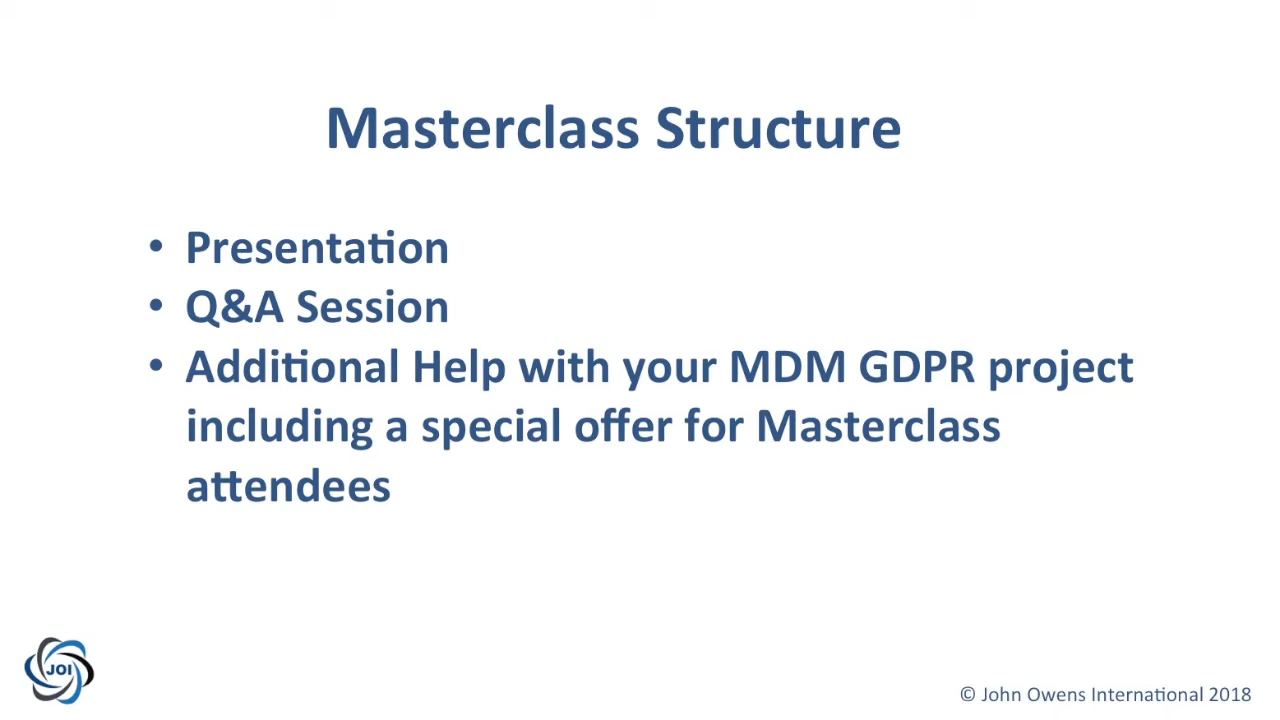 Masterclass Structure
• Presentation
• Q&A Session
• Additional Help with your MDM GDPR project
including a special offer for Masterclass
attendees
JOI
© John Owens International 2018